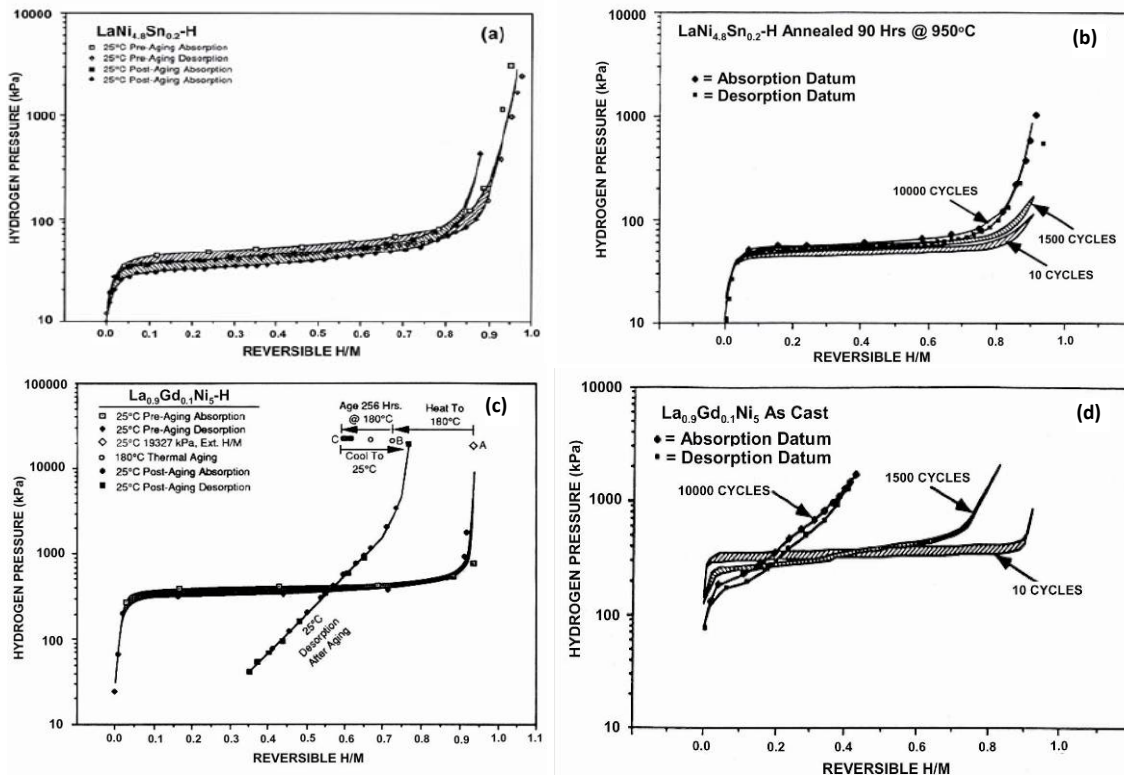 10000
1000
100
10
HYDROGEN PRESSURE (kPa)
LaNi4.8Sn0.2-H
(a)
25°C Pre-Aging Absorption
25°C Pre-Aging Desorption
25°C Post-Aging Absorption
25°C Post-Aging Absorption
0.0 0.1 0.2 0.3 0.4 0.5 0.6 0.7 0.8 0.9 1.0
REVERSIBLE H/M
10000
1000
100
10
HYDROGEN PRESSURE (kPa)
LaNi4.8Sn0.2-H Annealed 90 Hrs @ 950oC
(b)
= Absorption Datum
= Desorption Datum
10000 CYCLES
1500 CYCLES
10 CYCLES
0.0 0.2 0.4 0.6 0.8 1.0
REVERSIBLE H/M
100000
10000
1000
100
10
HYDROGEN PRESSURE (kPa)
La0.9Gd0.1Ni5-H
(c)
25°C Pre-Aging Absorption
25°C Pre-Aging Desorption
25°C 19327 kPa, Ext. H/M
180°C Thermal Aging
25°C Post-Aging Absorption
25°C Post-Aging Desorption
Age 256 Hrs.
@ 180°C
Heat To
180°C
C
B
A
Cool To
25°C
25°C
Desorption
After Aging
0.0 0.1 0.2 0.3 0.4 0.5 0.6 0.7 0.8 0.9 1.0 1.1
REVERSIBLE H/M
10000
1000
100
10
HYDROGEN PRESSURE (kPa)
La0.9Gd0.1Ni5 As Cast
(d)
= Absorption Datum
= Desorption Datum
10000 CYCLES
1500 CYCLES
10 CYCLES
0.0 0.2 0.4 0.6 0.8 1.0
REVERSIBLE H/M